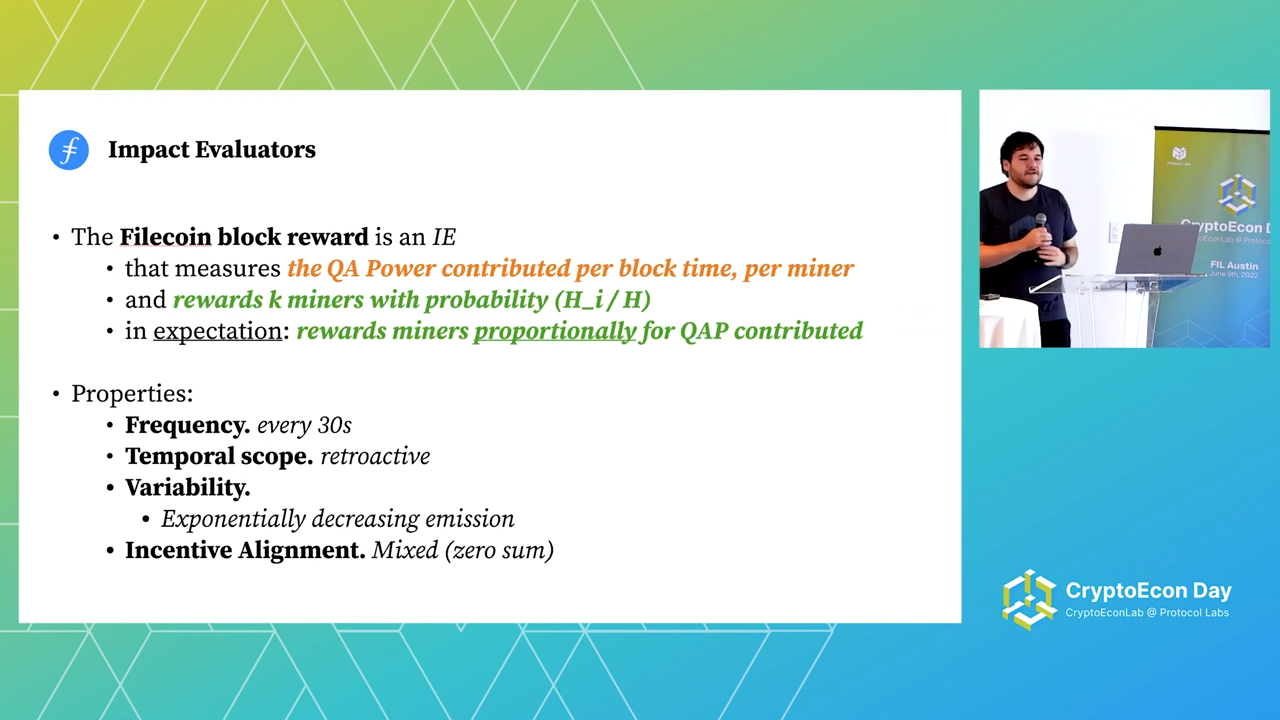 Impact Evaluators
• The Filecoin block reward is an IE
• that measures the QA Power contributed per block time, per miner
• and rewards k miners with probability (H_i / H)
• in expectation: rewards miners proportionally for QAP contributed
• Properties:
• Frequency. every 30s
• Temporal scope. retroactive
• Variability.
• Exponentially decreasing emission
• Incentive Alignment. Mixed (zero sum)
CryptoEcon D
CryptoEconLab @ Protoco
FIL Austin
June 9th, 2022
CryptoEcon Day
CryptoEconLab @ Protocol Labs